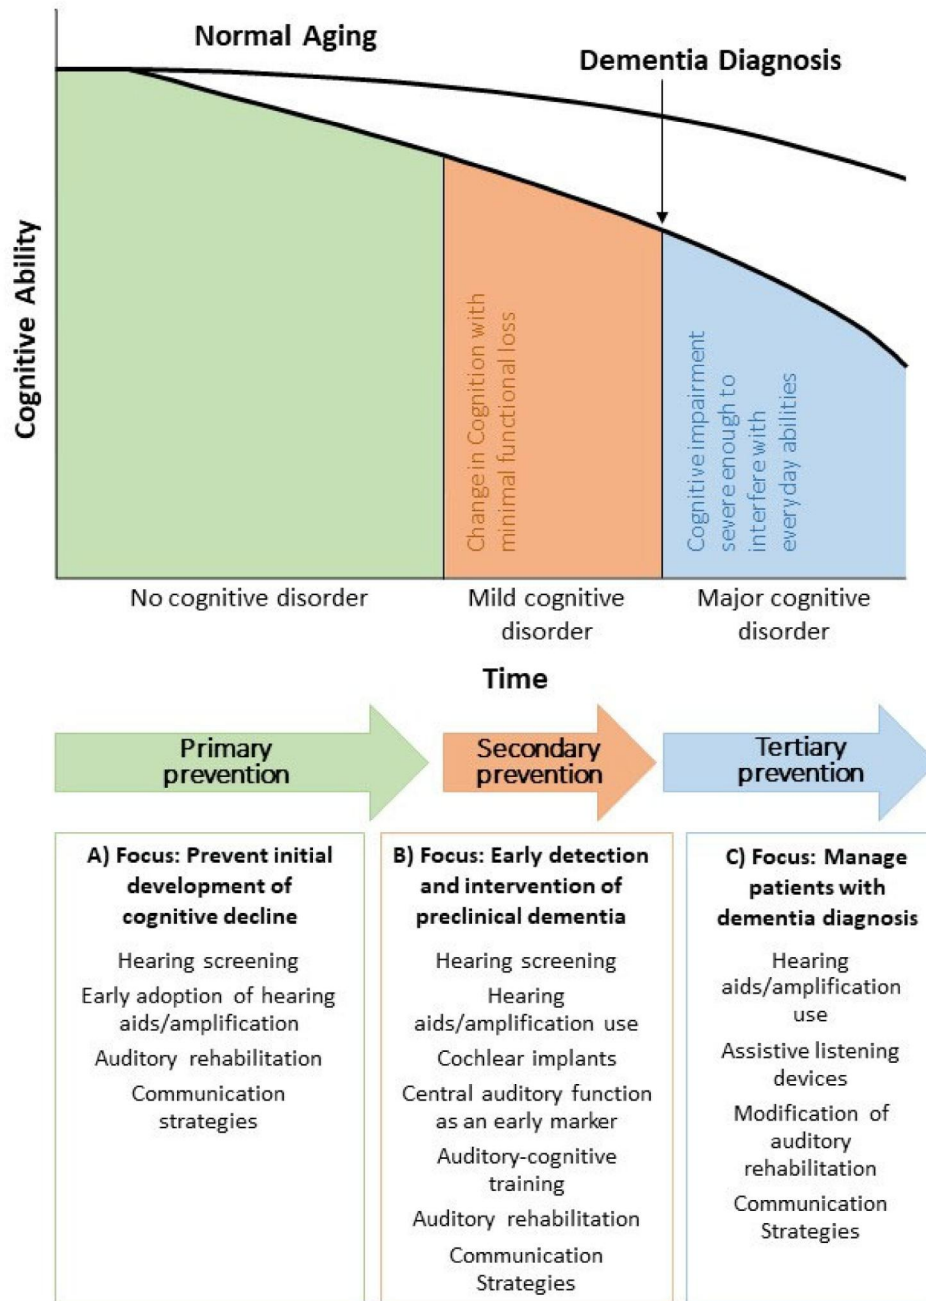 Normal Aging
Dementia Diagnosis
Cognitive Ability
Change in Cognition with
minimal functional loss
Cognitive impairment
severe enough to
interfere with
everyday abilities
No cognitive disorder
Mild cognitive
disorder
Major cognitive
disorder
Time
Primary
prevention
Secondary
prevention
Tertiary
prevention
A) Focus: Prevent initial
development of
cognitive decline
Hearing screening
Early adoption of hearing
aids/amplification
Auditory rehabilitation
Communication
strategies
B) Focus: Early detection
and intervention of
preclinical dementia
Hearing screening
Hearing
aids/amplification use
Cochlear implants
Central auditory function
as an early marker
Auditory-cognitive
training
Auditory rehabilitation
Communication
Strategies
C) Focus: Manage
patients with
dementia diagnosis
Hearing
aids/amplification
use
Assistive listening
devices
Modification of
auditory
rehabilitation
Communication
Strategies